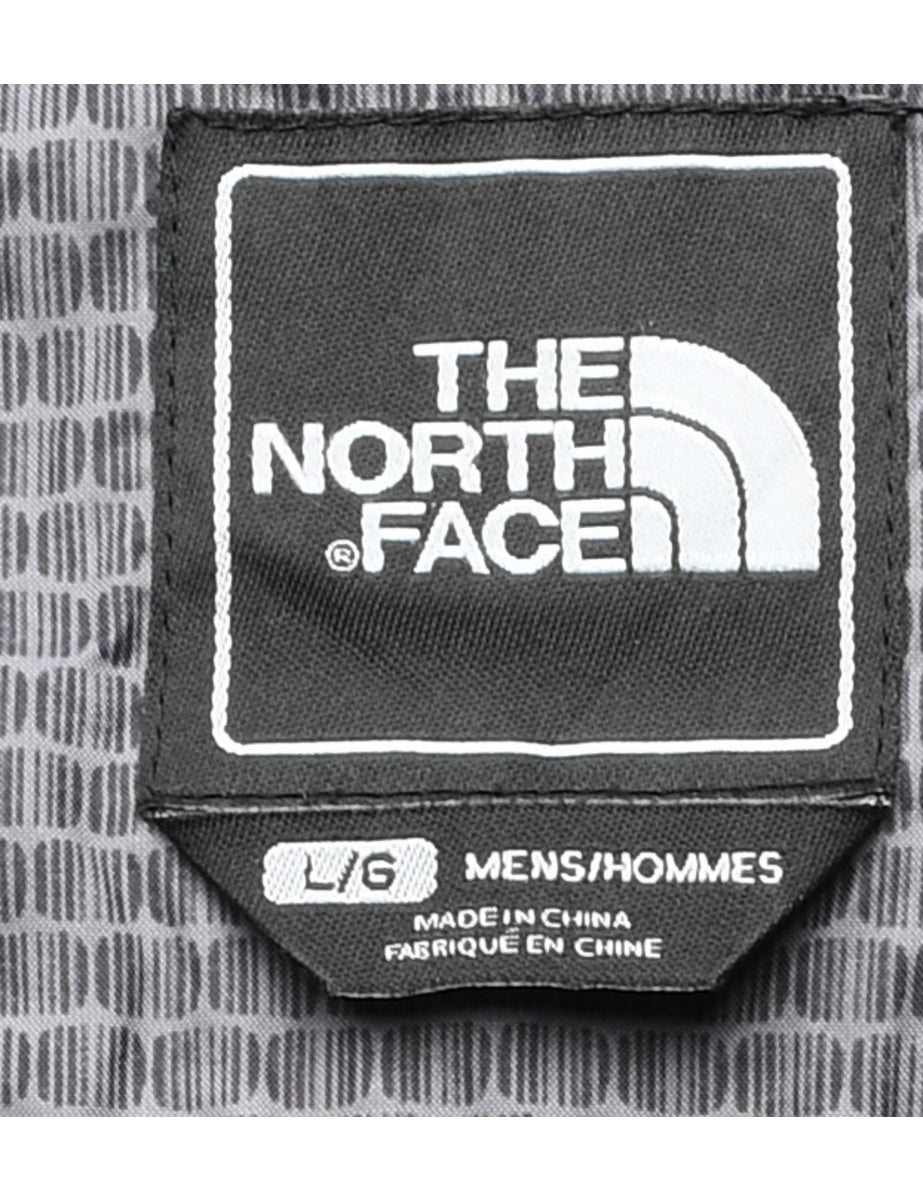 THE
NORTH
®FACE
L/G MENS/HOMMES
MADE IN CHINA
FABRIQUÉ EN CHINE